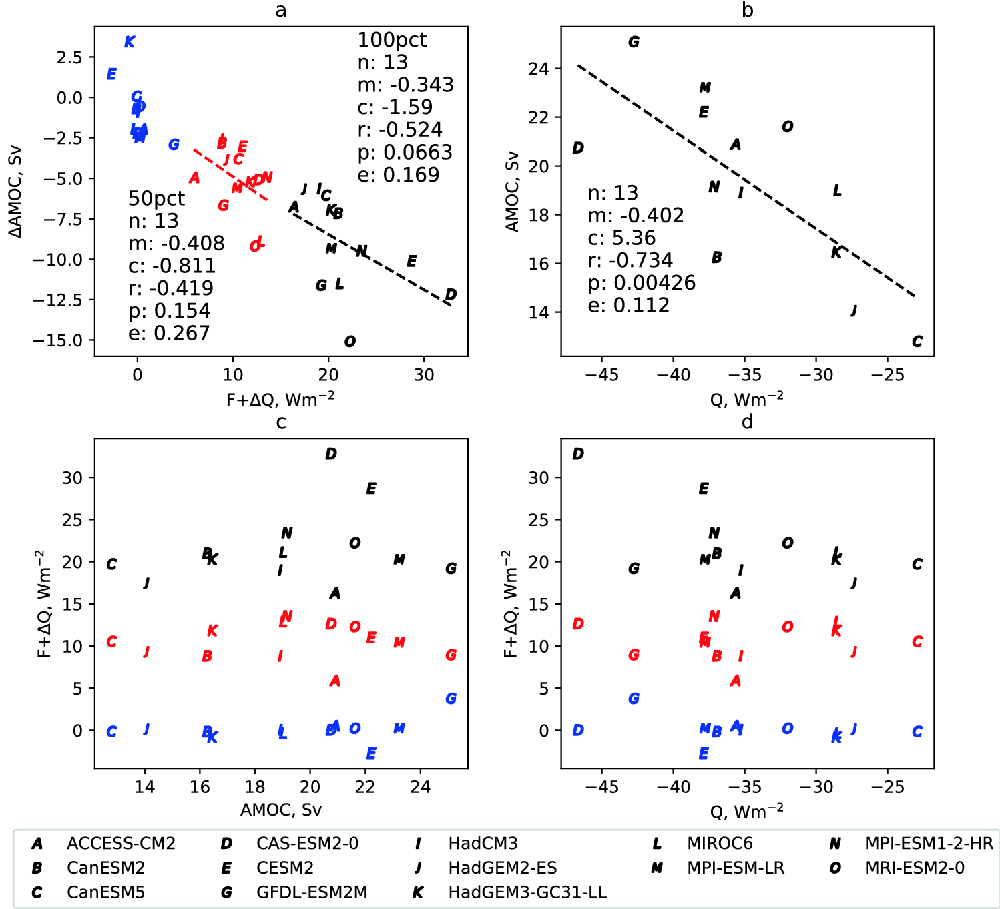 a
100pct
n: 13
m: -0.343
c: -1.59
r: -0.524
p: 0.0663
e: 0.169
50pct
n: 13
m: -0.408
c: -0.811
r: -0.419
p: 0.154
e: 0.267
2.5
0.0
−2.5
−5.0
−7.5
−10.0
−12.5
−15.0
ΔAMOC, Sv
0 10 20 30
F+ΔQ, Wm⁻²
b
n: 13
m: -0.402
c: 5.36
r: -0.734
p: 0.00426
e: 0.112
24
22
20
18
16
14
AMOC, Sv
−45 −40 −35 −30 −25
Q, Wm⁻²
c
30
25
20
15
10
5
0
F+ΔQ, Wm⁻²
14 16 18 20 22 24
AMOC, Sv
d
30
25
20
15
10
5
0
F+ΔQ, Wm⁻²
−45 −40 −35 −30 −25
Q, Wm⁻²
A ACCESS-CM2
B CanESM2
C CanESM5
D CAS-ESM2-0
E CESM2
G GFDL-ESM2M
I HadCM3
J HadGEM2-ES
K HadGEM3-GC31-LL
L MIROC6
M MPI-ESM-LR
N MPI-ESM1-2-HR
O MRI-ESM2-0